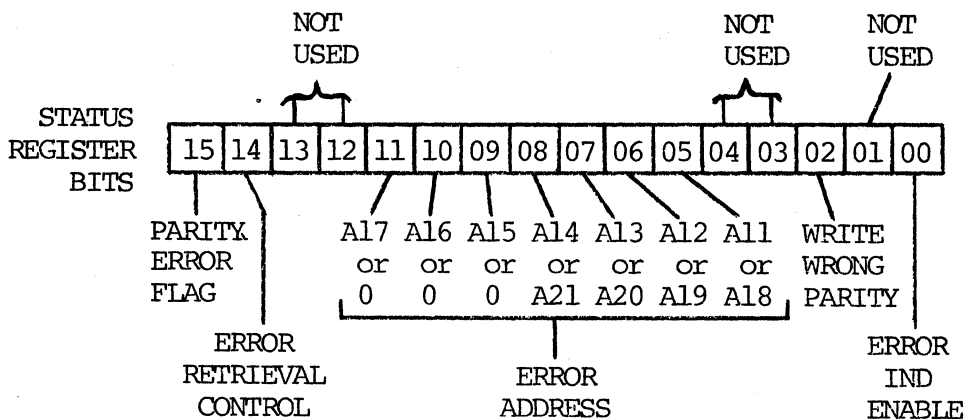 NOT NOT NOT
USED USED USED
STATUS
REGISTER 15 14 13 12 11 10 09 08 07 06 05 04 03 02 01 00
BITS
PARITY A17 A16 A15 A14 A13 A12 A11 WRITE
ERROR or or or or or or or WRONG
FLAG 0 0 0 A21 A20 A19 A18 PARITY
ERROR ERROR ERROR
RETRIEVAL ADDRESS IND
CONTROL ENABLE